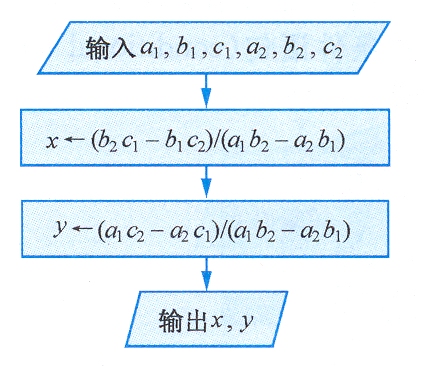 输入a₁, b₁, c₁, a₂, b₂, c₂
x←(b₂c₁－b₁c₂)/(a₁b₂－a₂b₁)
y←(a₁c₂－a₂c₁)/(a₁b₂－a₂b₁)
输出x, y